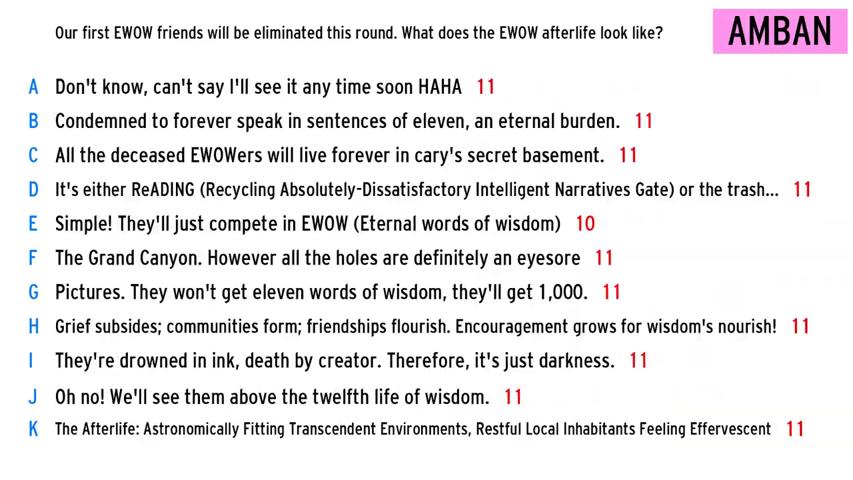 Our first EWOW friends will be eliminated this round. What does the EWOW afterlife look like?
AMBAN
A Don't know, can't say I'll see it any time soon HAHA 11
B Condemned to forever speak in sentences of eleven, an eternal burden. 11
C All the deceased EWOWers will live forever in cary's secret basement. 11
D It's either ReADING (Recycling Absolutely-Dissatisfactory Intelligent Narratives Gate) or the trash... 11
E Simple! They'll just compete in EWOW (Eternal words of wisdom) 10
F The Grand Canyon. However all the holes are definitely an eyesore 11
G Pictures. They won't get eleven words of wisdom, they'll get 1,000. 11
H Grief subsides; communities form; friendships flourish. Encouragement grows for wisdom's nourish! 11
I They're drowned in ink, death by creator. Therefore, it's just darkness. 11
J Oh no! We'll see them above the twelfth life of wisdom. 11
K The Afterlife: Astronomically Fitting Transcendent Environments, Restful Local Inhabitants Feeling Effervescent 11